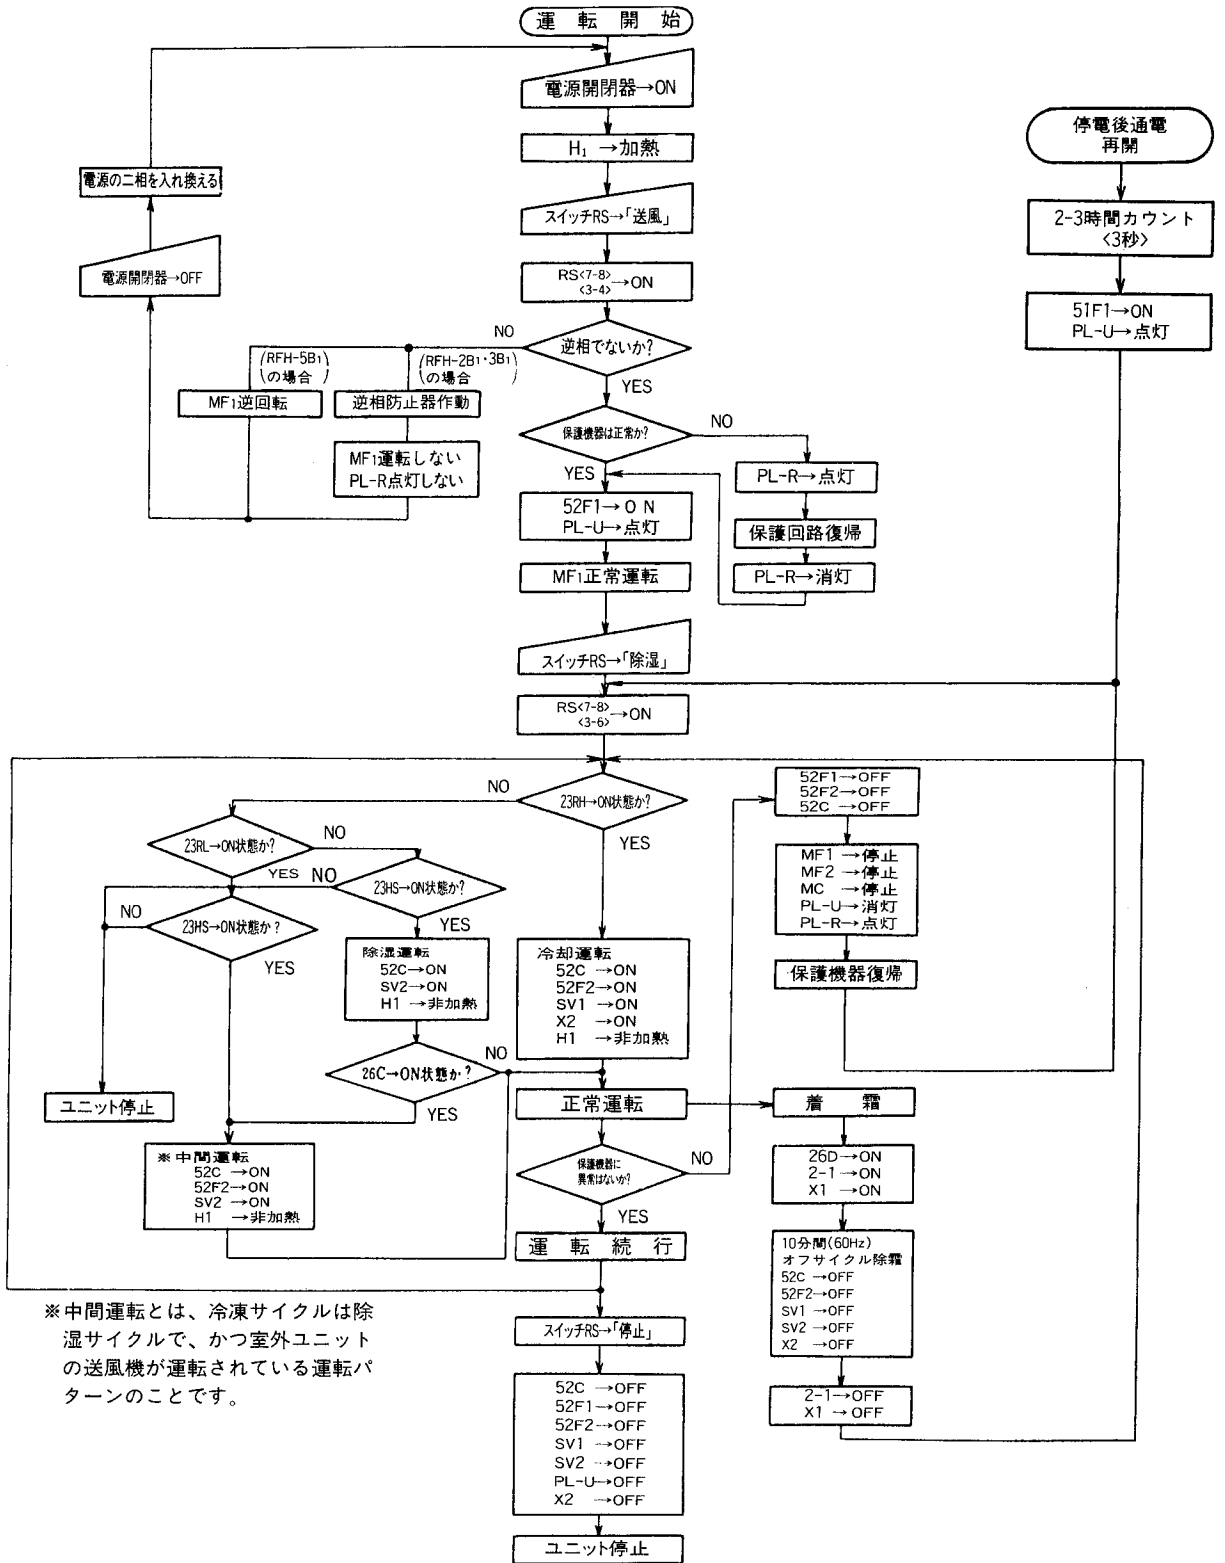 運転開始
電源開閉器→ON
H₁→加熱
スイッチRS→「送風」
RS<7-8>
<3-4>→ON
逆相でないか?
NO
YES
(RFH-5B₁)
の場合
(RFH-2B₁・3B₁)
の場合
MF₁逆回転
逆相防止器作動
MF₁運転しない
PL-R点灯しない
電源開閉器→OFF
電源の二相を入れ換える
保護機器は正常か?
NO
YES
PL-R→点灯
保護回路復帰
PL-R→消灯
52F1→ON
PL-U→点灯
MF₁正常運転
スイッチRS→「除湿」
RS<7-8>
<3-6>→ON
停電後通電
再開
2-3時間カウント
<3秒>
51F1→ON
PL-U→点灯
23RH→ON状態か?
NO
YES
23RL→ON状態か?
NO
YES
23HS→ON状態か?
NO
YES
23HS→ON状態か?
NO
YES
除湿運転
52C→ON
SV2→ON
H1→非加熱
26C→ON状態か?
NO
YES
ユニット停止
※中間運転
52C→ON
52F2→ON
SV2→ON
H1→非加熱
冷却運転
52C→ON
52F2→ON
SV1→ON
X2→ON
H1→非加熱
正常運転
保護機器に
異常はないか?
NO
YES
運転続行
52F1→OFF
52F2→OFF
52C→OFF
MF1→停止
MF2→停止
MC→停止
PL-U→消灯
PL-R→点灯
保護機器復帰
着霜
26D→ON
2-1→ON
X1→ON
10分間(60Hz)
オフサイクル除霜
52C→OFF
52F2→OFF
SV1→OFF
SV2→OFF
X2→OFF
2-1→OFF
X1→OFF
スイッチRS→「停止」
52C→OFF
52F1→OFF
52F2→OFF
SV1→OFF
SV2→OFF
PL-U→OFF
X2→OFF
ユニット停止
※中間運転とは、冷凍サイクルは除
湿サイクルで、かつ室外ユニット
の送風機が運転されている運転パ
ターンのことです。